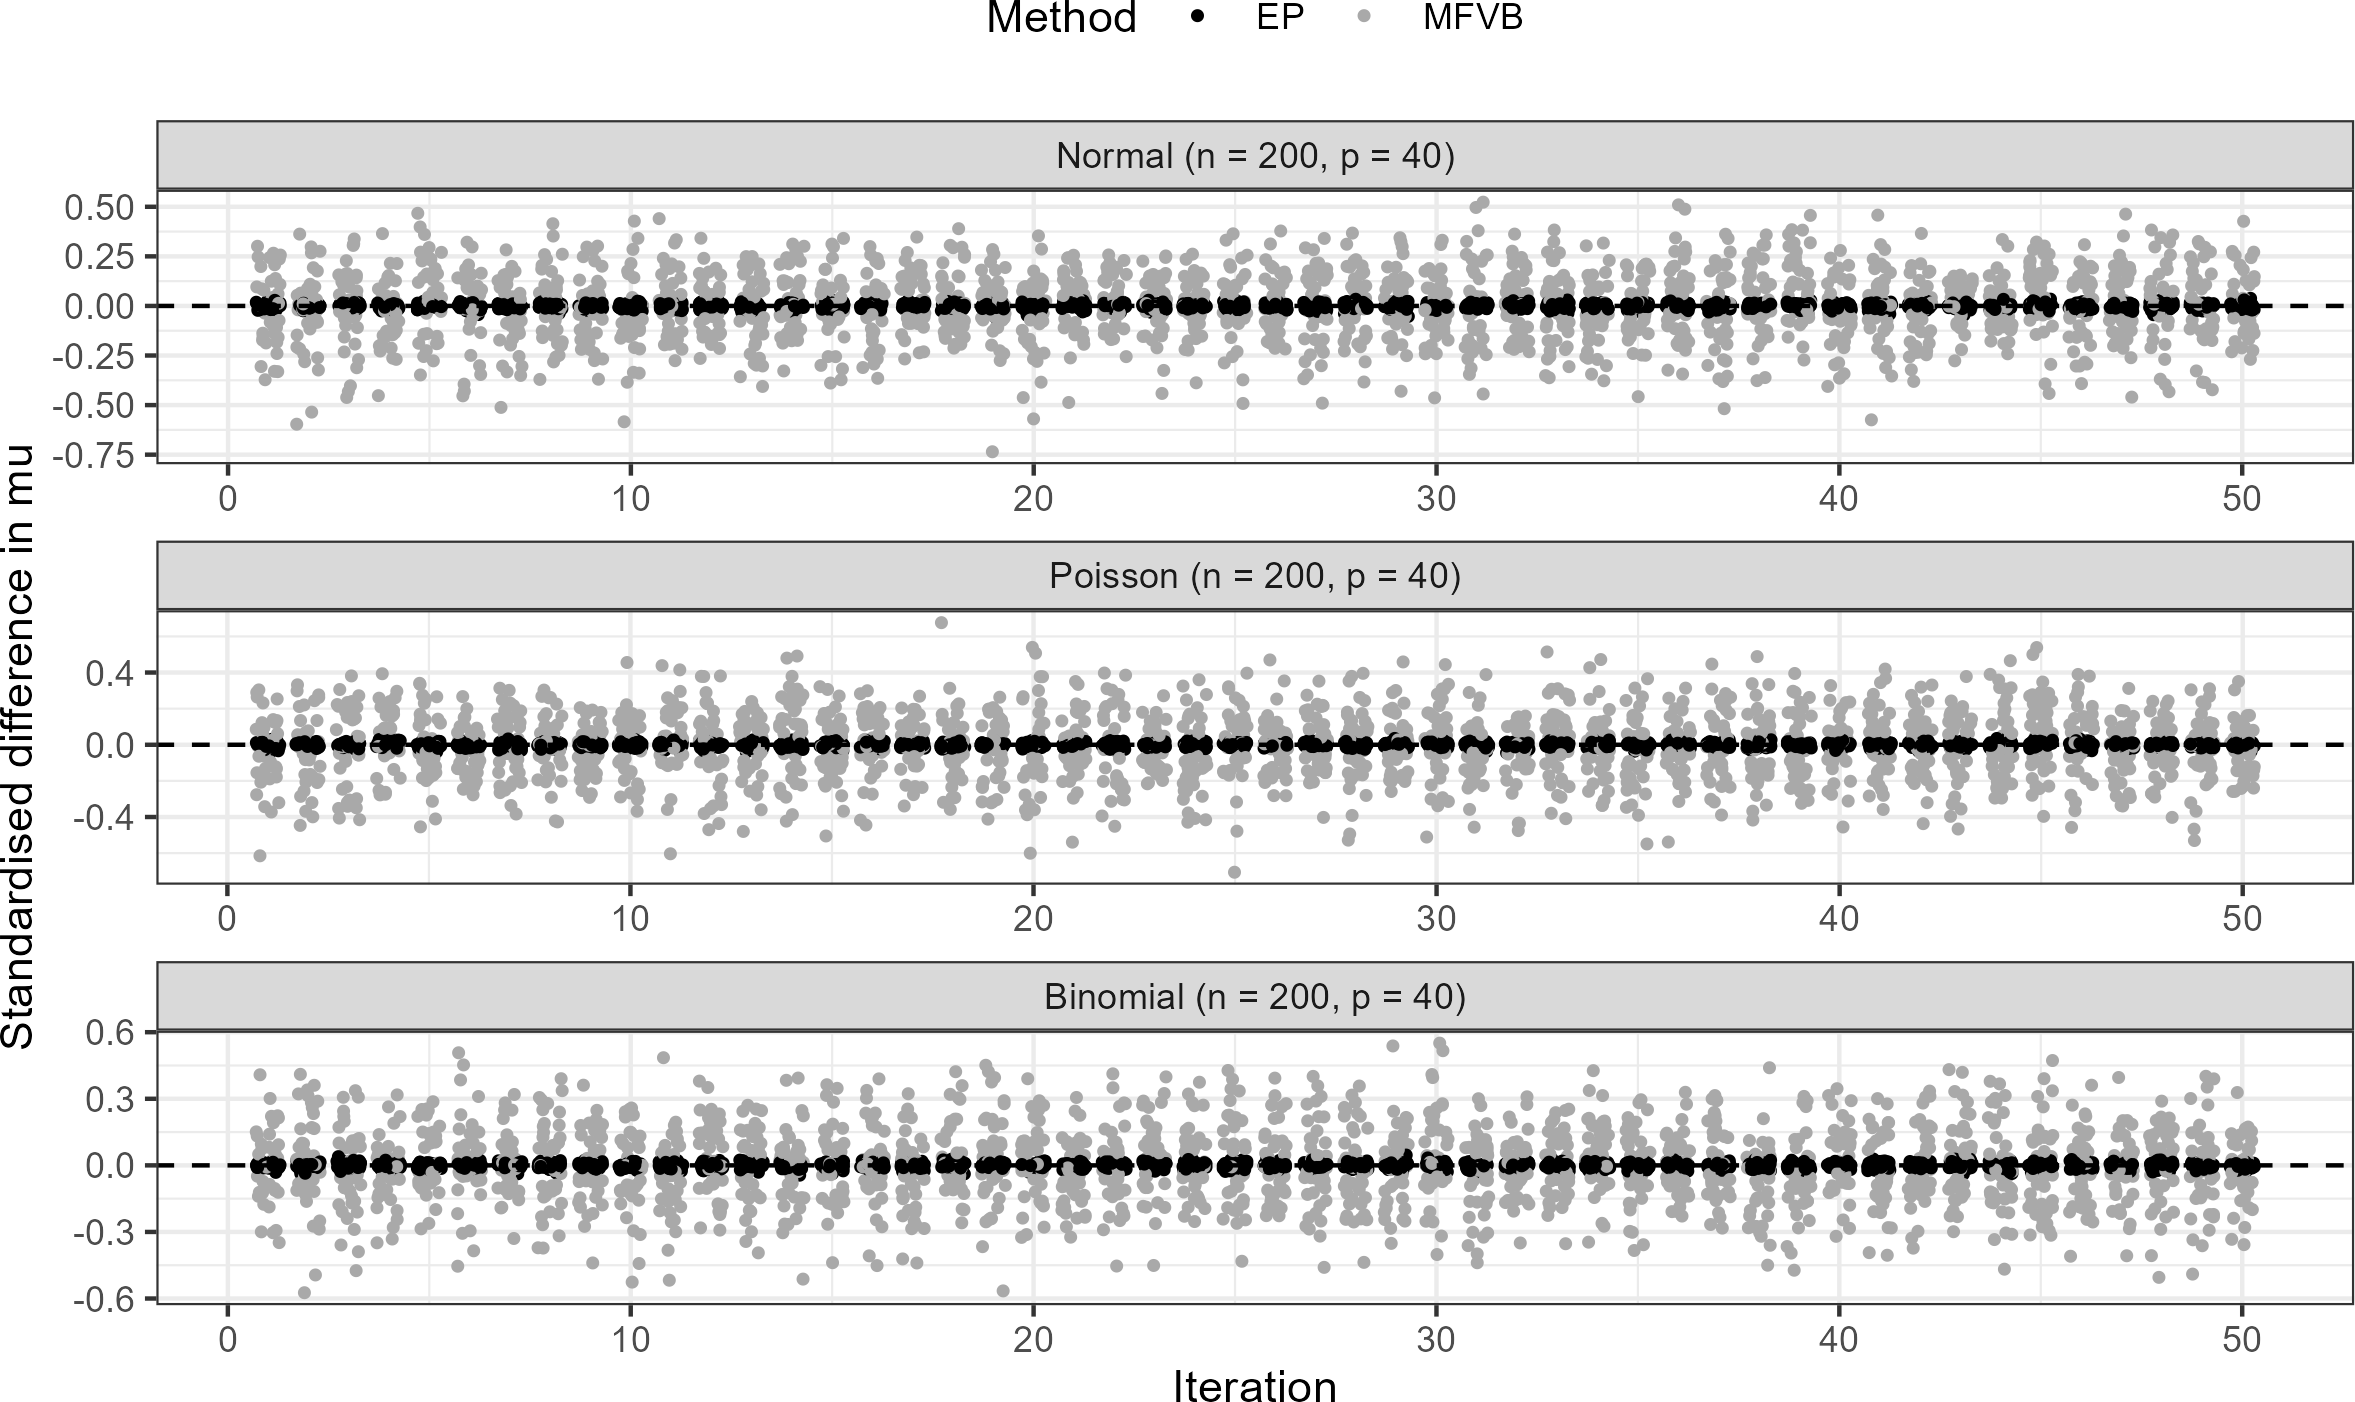 Method EP MFVB
Standardised difference in mu
Normal (n = 200, p = 40)
0.50
0.25
0.00
-0.25
-0.50
-0.75
0 10 20 30 40 50
Poisson (n = 200, p = 40)
0.4
0.0
-0.4
0 10 20 30 40 50
Binomial (n = 200, p = 40)
0.6
0.3
0.0
-0.3
-0.6
0 10 20 30 40 50
Iteration